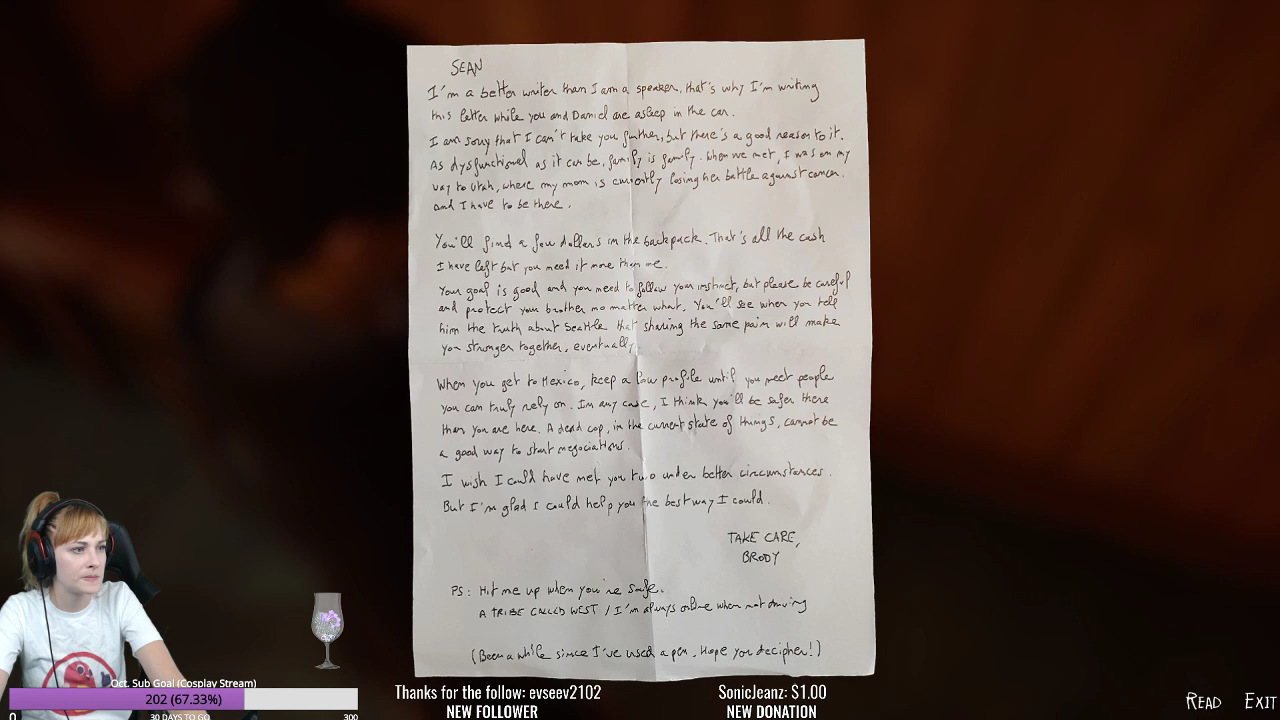 SEAN
I'm a better writer than I am a speaker, that's why I'm writing
this letter while you and Daniel are asleep in the car.
I am sorry that I can't take you further, but there's a good reason to it.
As dysfunctional as it can be, family is family. When we met, I was on my
way to Utah, where my mom is currently losing her battle against cancer.
and I have to be there.
You'll find a few dollars in the backpack. That's all the cash
I have left but you need it more than me.
Your goal is good and you need to follow your instinct, but please be careful
and protect your brother no matter what. You'll see when you tell
him the truth about Seattle that sharing the same pain will make
you stronger together, eventually.
When you get to Mexico, keep a low profile until you meet people
you can truly rely on. In any case, I think you'll be safer there
than you are here. A dead cop, in the current state of things, cannot be
a good way to start negociations.
I wish I could have met you two under better circumstances.
But I'm glad I could help you the best way I could.
TAKE CARE,
BRODY
PS: Hit me up when you're safe.
A TRIBE CALLED WEST / I'm always online when not driving
(Been a while since I've used a pen. Hope you decipher!)
Oct. Sub Goal (Cosplay Stream)
202 (67.33%)
0 30 DAYS TO GO 300
Thanks for the follow: evseev2102
NEW FOLLOWER
SonicJeanz: $1.00
NEW DONATION
READ EXIT